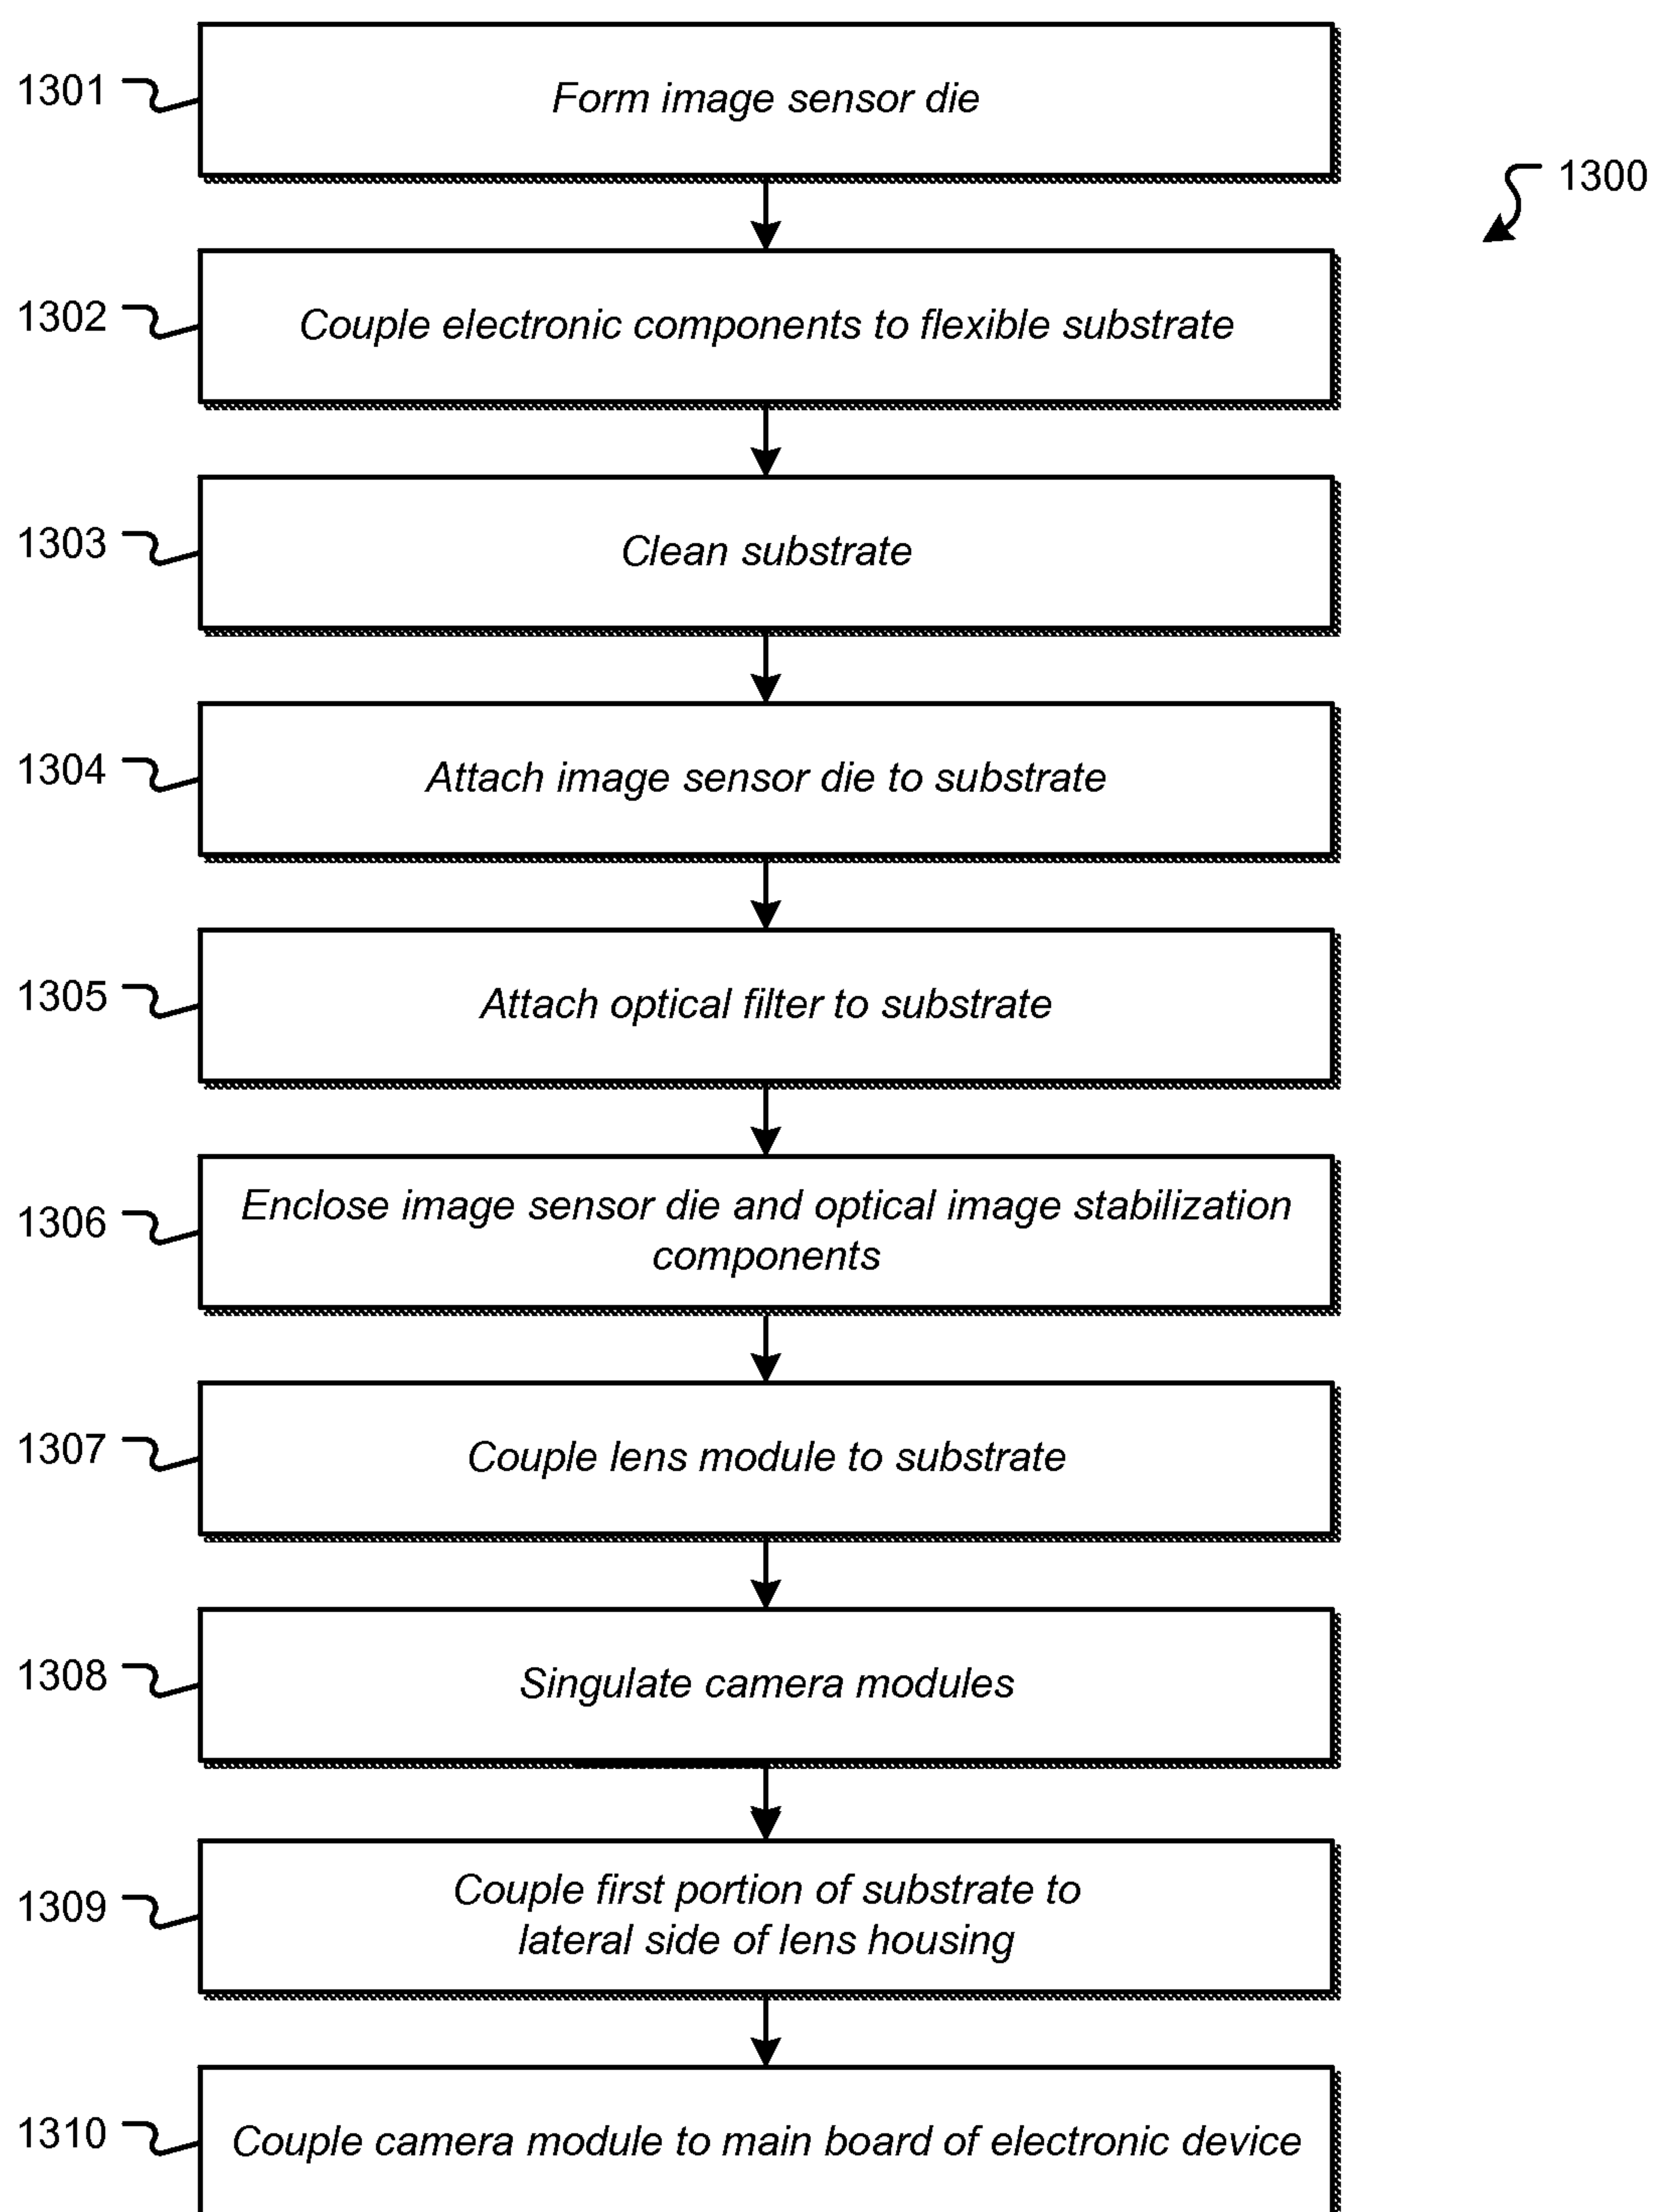 1301
Form image sensor die
1300
1302
Couple electronic components to flexible substrate
1303
Clean substrate
1304
Attach image sensor die to substrate
1305
Attach optical filter to substrate
1306
Enclose image sensor die and optical image stabilization
components
1307
Couple lens module to substrate
1308
Singulate camera modules
1309
Couple first portion of substrate to
lateral side of lens housing
1310
Couple camera module to main board of electronic device